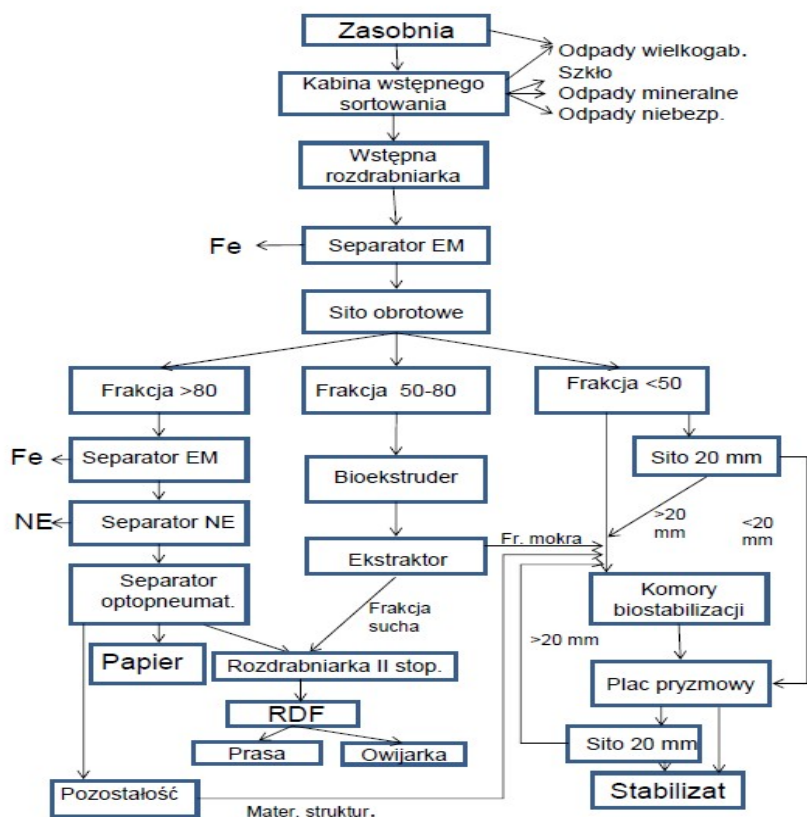 Zasobnia
Odpady wielkogab.
Szkło
Kabina wstępnego
sortowania
Odpady mineralne
Odpady niebezp.
Wstępna
rozdrabniarka
Fe
Separator EM
Sito obrotowe
Frakcja >80
Frakcja 50-80
Frakcja <50
Fe
Separator EM
Bioekstruder
Sito 20 mm
NE
Separator NE
>20
mm
<20
mm
Fr. mokra
Ekstraktor
Separator
optopneumat.
Komory
biostabilizacji
Frakcja
sucha
>20 mm
Papier
Rozdrabniarka II stop.
Plac pryzmowy
RDF
Prasa
Owijarka
Sito 20 mm
Pozostałość
Stabilizat
Mater. struktur.